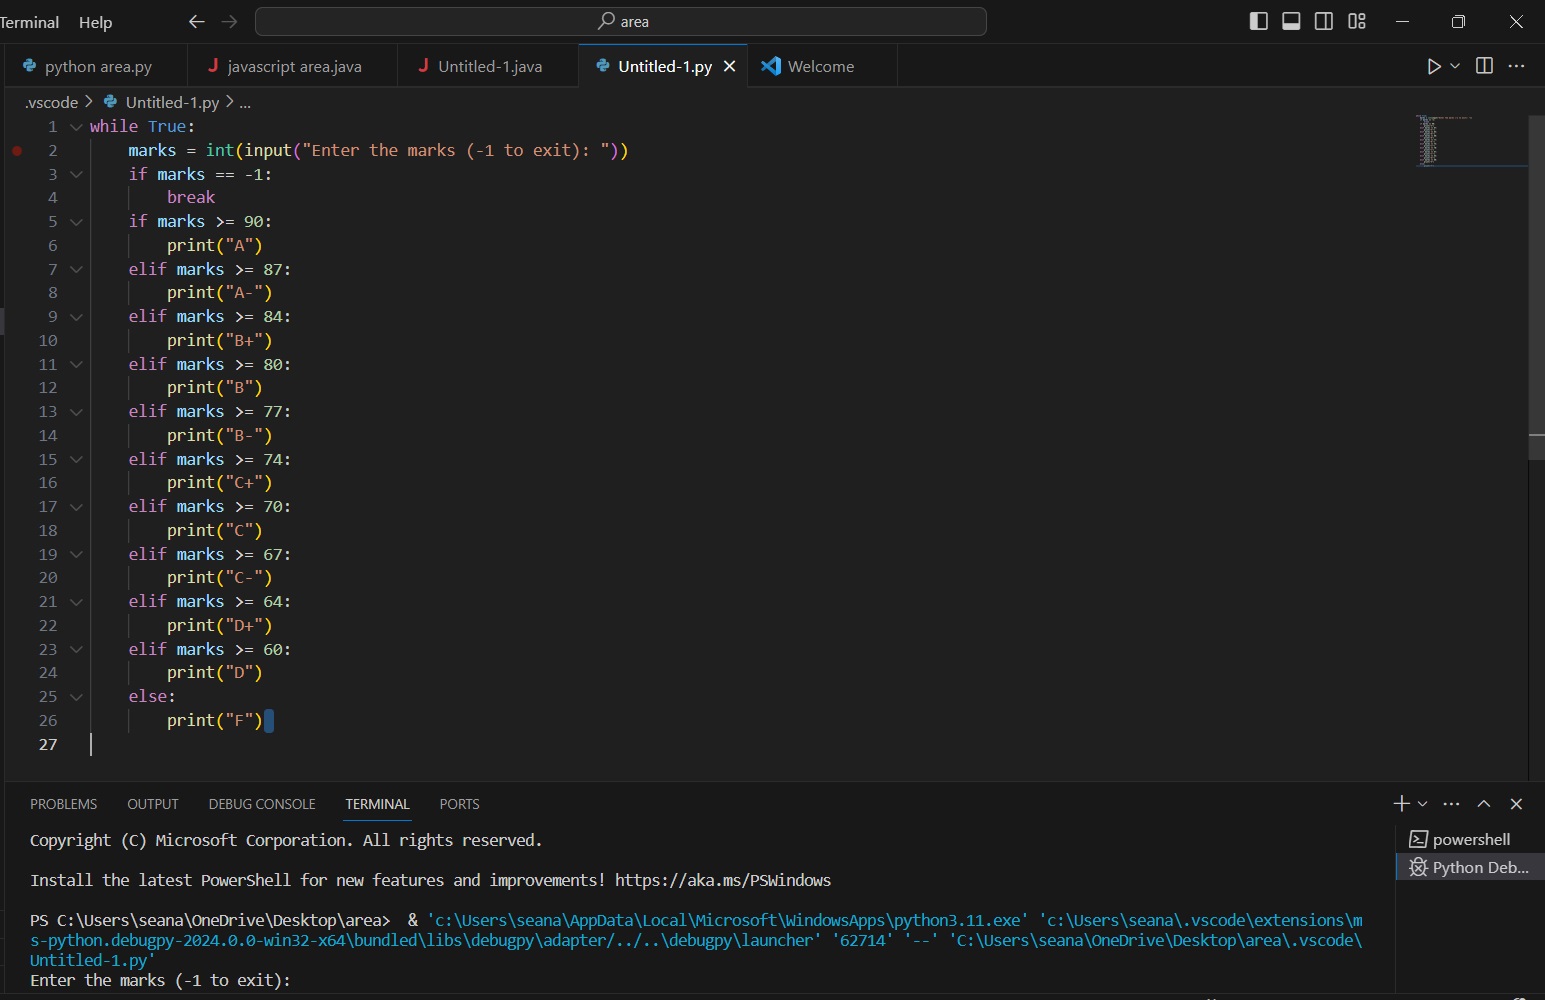 Terminal Help area
python area.py javascript area.java Untitled-1.java Untitled-1.py Welcome
.vscode > Untitled-1.py > ...
1 while True:
2     marks = int(input("Enter the marks (-1 to exit): "))
3     if marks == -1:
4         break
5     if marks >= 90:
6         print("A")
7     elif marks >= 87:
8         print("A-")
9     elif marks >= 84:
10         print("B+")
11     elif marks >= 80:
12         print("B")
13     elif marks >= 77:
14         print("B-")
15     elif marks >= 74:
16         print("C+")
17     elif marks >= 70:
18         print("C")
19     elif marks >= 67:
20         print("C-")
21     elif marks >= 64:
22         print("D+")
23     elif marks >= 60:
24         print("D")
25     else:
26         print("F")
27
PROBLEMS OUTPUT DEBUG CONSOLE TERMINAL PORTS
Copyright (C) Microsoft Corporation. All rights reserved.
powershell
Python Deb...
Install the latest PowerShell for new features and improvements! https://aka.ms/PSWindows
PS C:\Users\seana\OneDrive\Desktop\area>  & 'c:\Users\seana\AppData\Local\Microsoft\WindowsApps\python3.11.exe' 'c:\Users\seana\.vscode\extensions\m
s-python.debugpy-2024.0.0-win32-x64\bundled\libs\debugpy\adapter/../..\debugpy\launcher' '62714' '--' 'C:\Users\seana\OneDrive\Desktop\area\.vscode\
Untitled-1.py'
Enter the marks (-1 to exit):